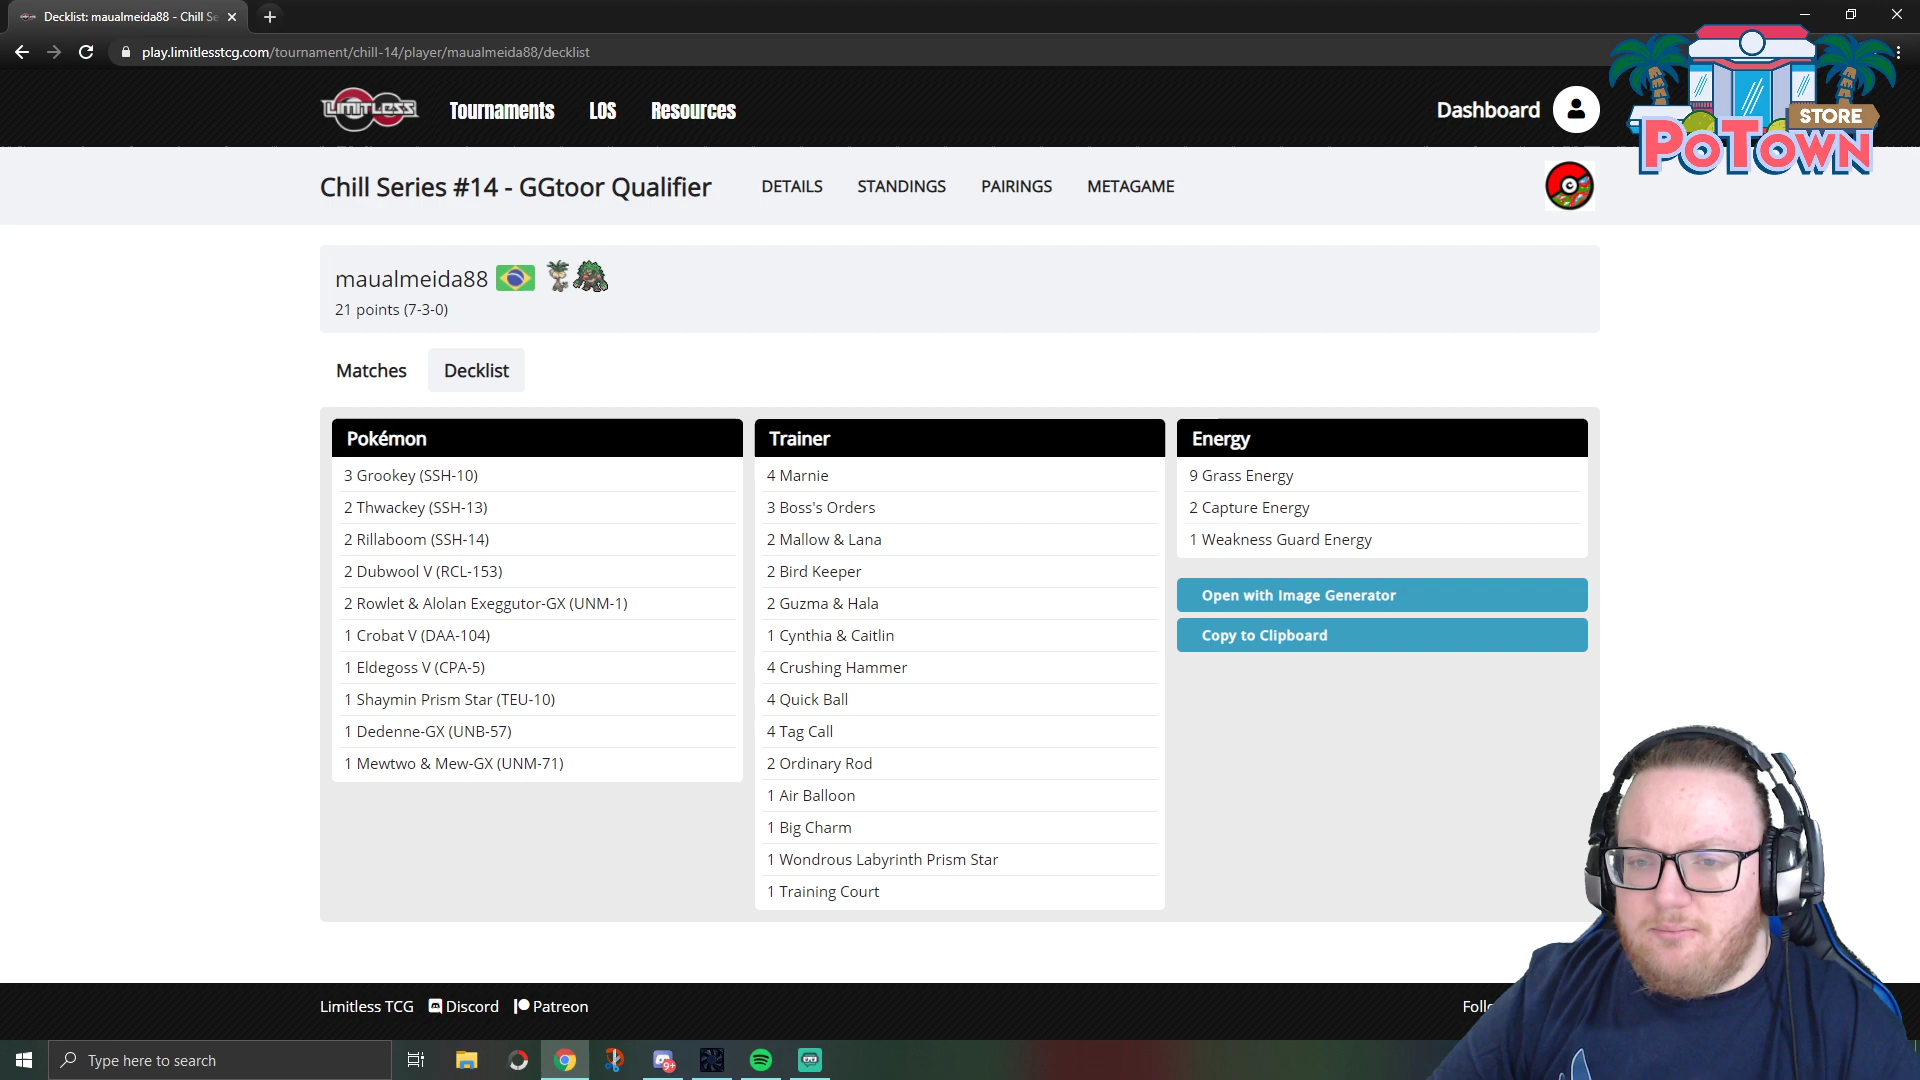 Decklist: maualmeida88 - Chill Se
play.limitlesstcg.com/tournament/chill-14/player/maualmeida88/decklist
LIMITLESS
Tournaments
LOS
Resources
Dashboard
STORE
POTOWN
Chill Series #14 - GGtoor Qualifier
DETAILS
STANDINGS
PAIRINGS
METAGAME
maualmeida88
21 points (7-3-0)
Matches
Decklist
Pokémon
3 Grookey (SSH-10)
2 Thwackey (SSH-13)
2 Rillaboom (SSH-14)
2 Dubwool V (RCL-153)
2 Rowlet & Alolan Exeggutor-GX (UNM-1)
1 Crobat V (DAA-104)
1 Eldegoss V (CPA-5)
1 Shaymin Prism Star (TEU-10)
1 Dedenne-GX (UNB-57)
1 Mewtwo & Mew-GX (UNM-71)
Trainer
4 Marnie
3 Boss's Orders
2 Mallow & Lana
2 Bird Keeper
2 Guzma & Hala
1 Cynthia & Caitlin
4 Crushing Hammer
4 Quick Ball
4 Tag Call
2 Ordinary Rod
1 Air Balloon
1 Big Charm
1 Wondrous Labyrinth Prism Star
1 Training Court
Energy
9 Grass Energy
2 Capture Energy
1 Weakness Guard Energy
Open with Image Generator
Copy to Clipboard
Limitless TCG
Discord
Patreon
Follo
Type here to search
9+